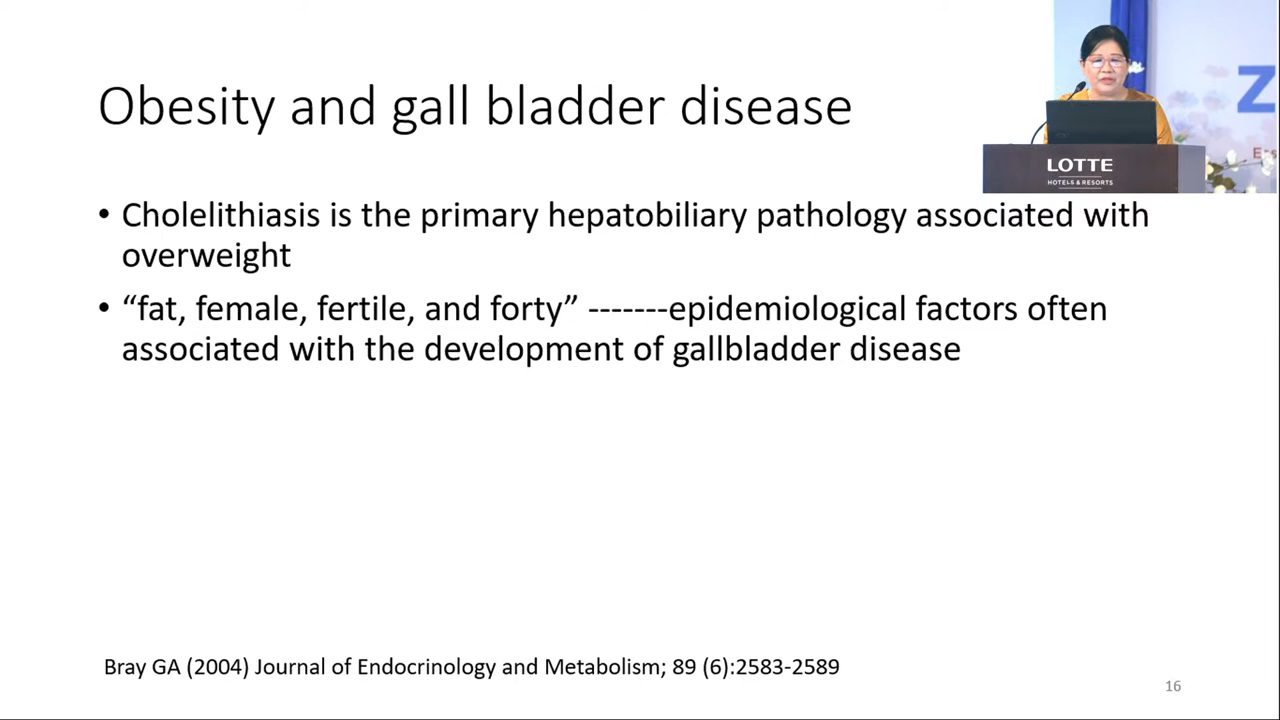 Obesity and gall bladder disease
LOTTE
HOTELS & RESORTS
• Cholelithiasis is the primary hepatobiliary pathology associated with
overweight
• “fat, female, fertile, and forty” -------epidemiological factors often
associated with the development of gallbladder disease
Bray GA (2004) Journal of Endocrinology and Metabolism; 89 (6):2583-2589
16